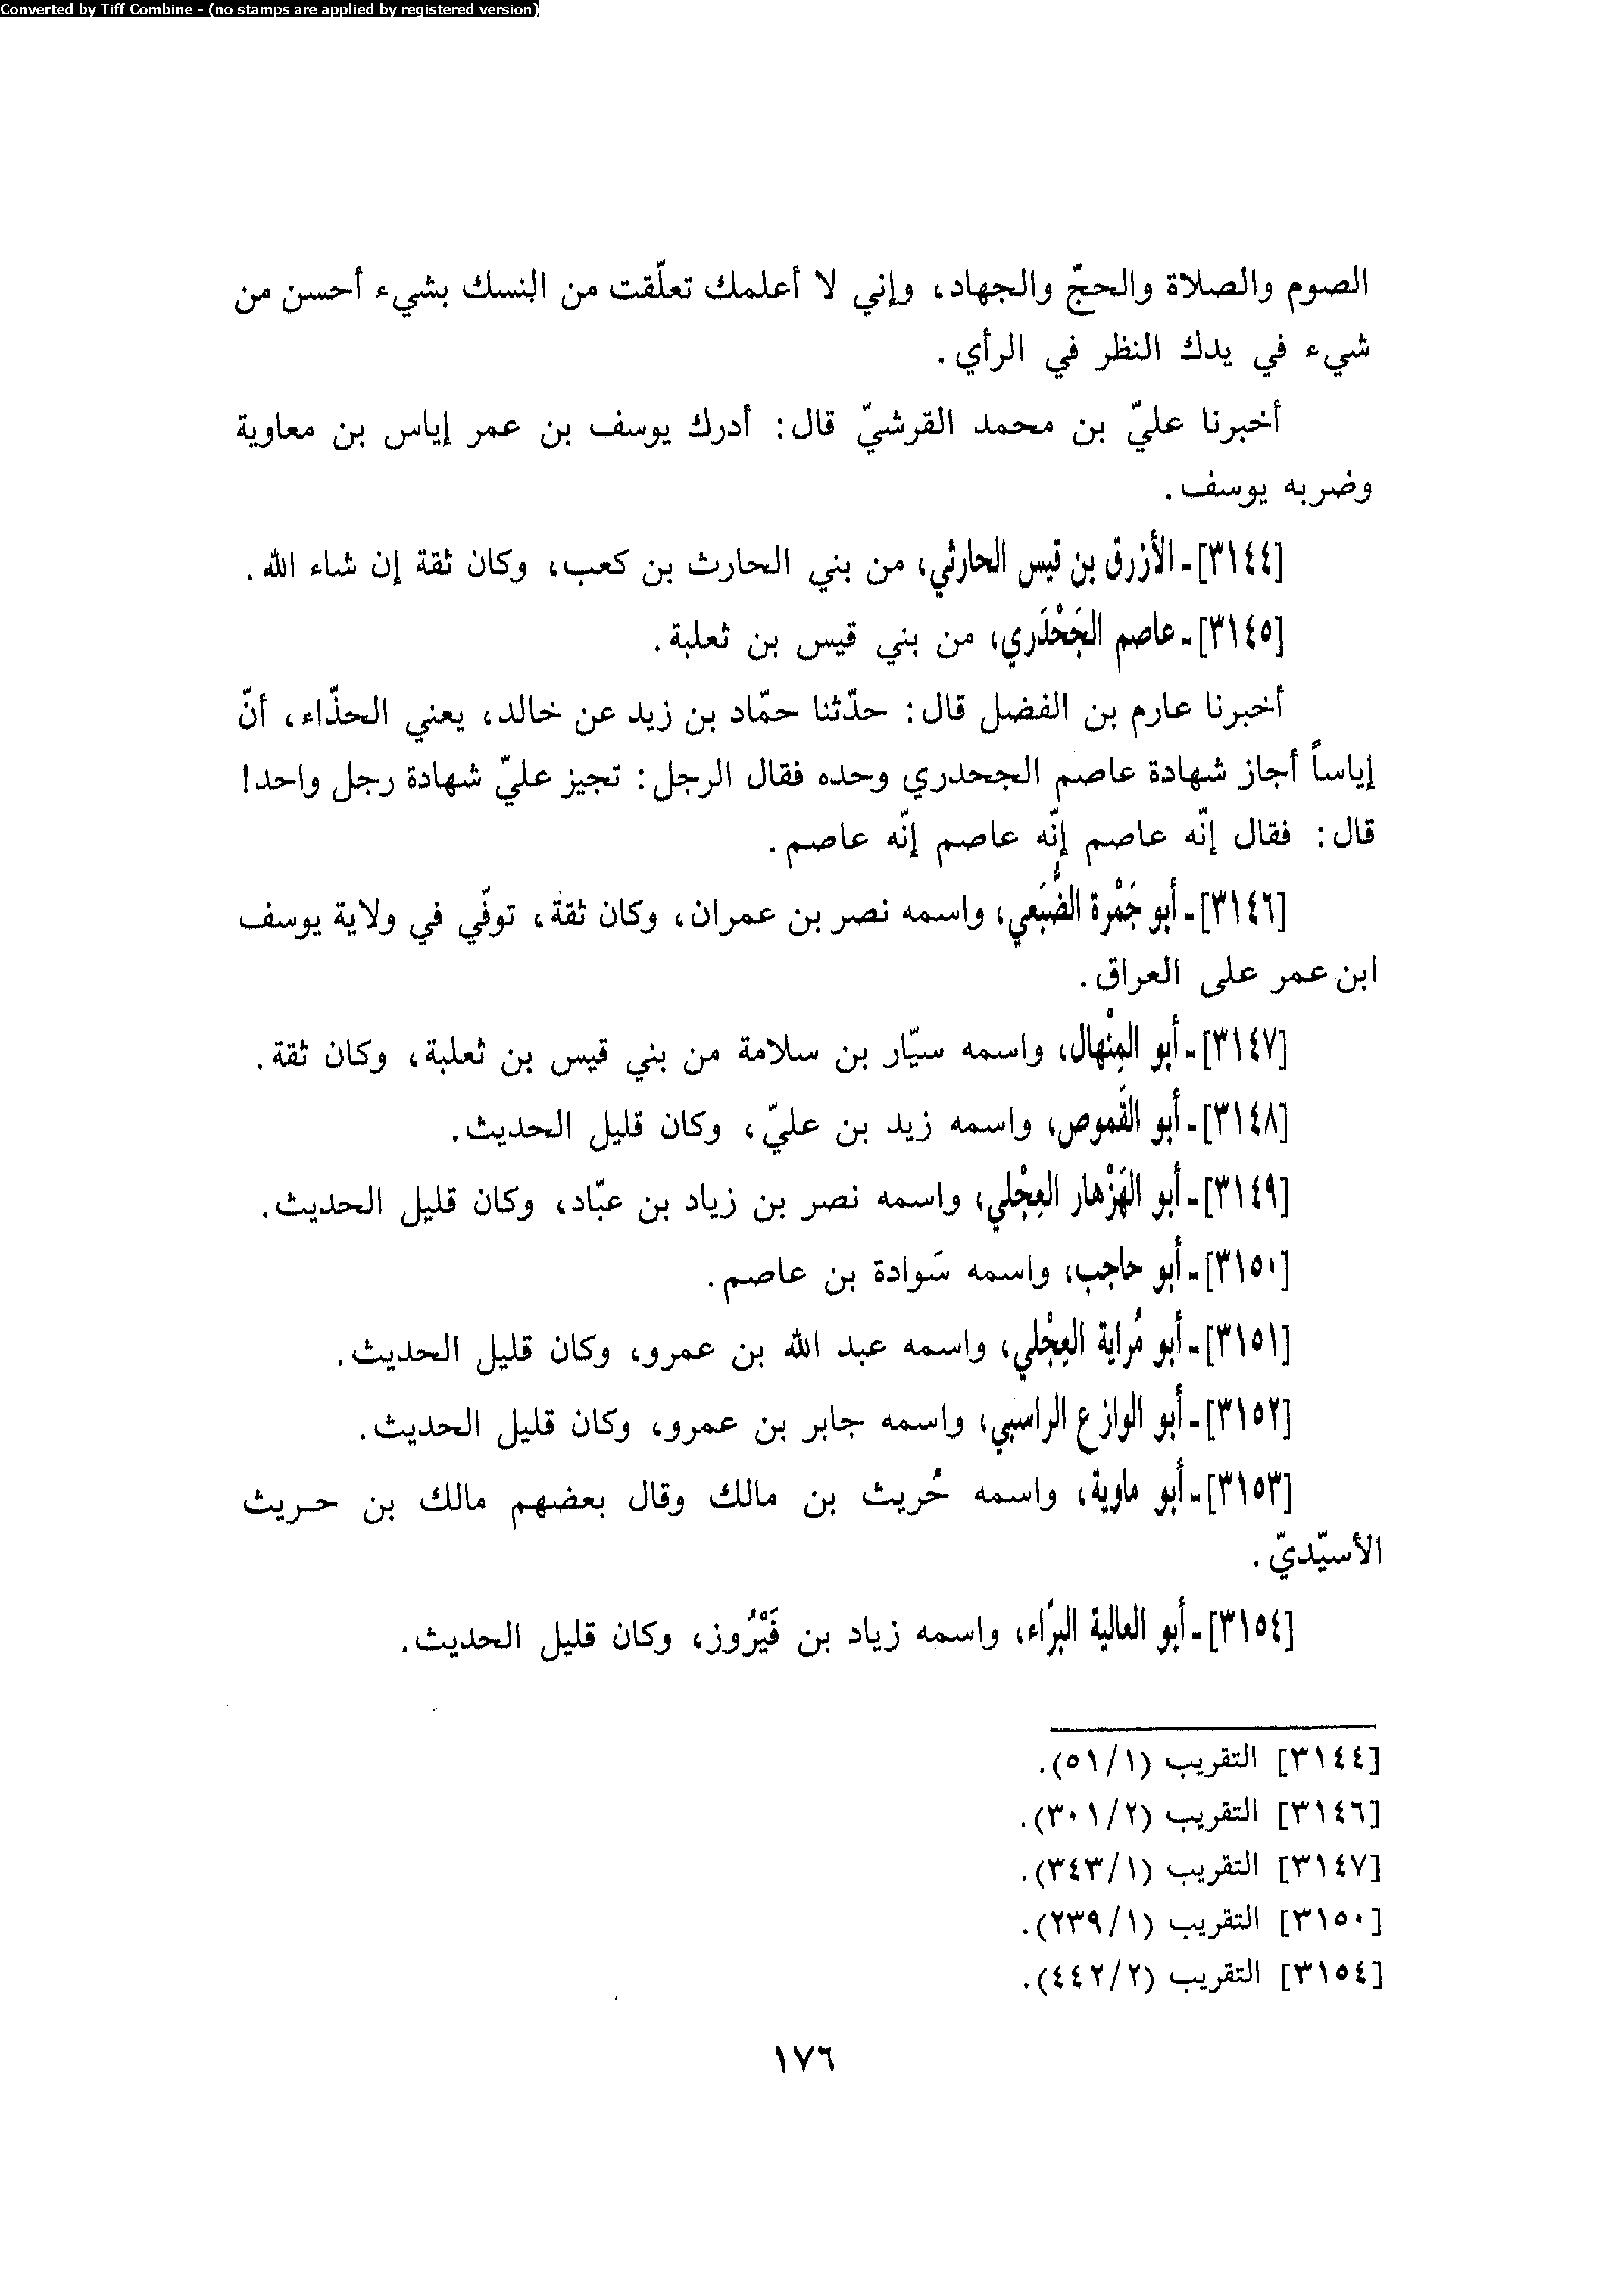 Converted by Tiff Combine - (no stamps are applied by registered version)
الصوم والصلاة والحجّ والجهاد، وإني لا أعلمك تعلّقت من النسك بشيء أحسن من
شيء في يدك النظر في الرأي.
أخبرنا عليّ بن محمد القرشيّ قال: أدرك يوسف بن عمر إياس بن معاوية
وضربه يوسف.
[٣١٤٤]ـ الأزرق بن قيس الحارثي، من بني الحارث بن كعب، وكان ثقة إن شاء الله.
[٣١٤٥]ـ عاصم الجَحْدَري، من بني قيس بن ثعلبة.
أخبرنا عارم بن الفضل قال: حدّثنا حمّاد بن زيد عن خالد، يعني الحذّاء، أنّ
إياساً أجاز شهادة عاصم الجحدري وحده فقال الرجل: تجيز عليّ شهادة رجل واحد!
قال: فقال إنّه عاصم إنّه عاصم إنّه عاصم.
[٣١٤٦]ـ أبو جَمْرة الضُّبَعي، واسمه نصر بن عمران، وكان ثقة، توفّي في ولاية يوسف
ابن عمر على العراق.
[٣١٤٧]ـ أبو المِنْهال، واسمه سيّار بن سلامة من بني قيس بن ثعلبة، وكان ثقة.
[٣١٤٨]ـ أبو القَموص، واسمه زيد بن عليّ، وكان قليل الحديث.
[٣١٤٩]ـ أبو الهَزْهار العِجْلي، واسمه نصر بن زياد بن عبّاد، وكان قليل الحديث.
[٣١٥٠]ـ أبو حاجب، واسمه سَوادة بن عاصم.
[٣١٥١]ـ أبو مُراية العِجْلي، واسمه عبد الله بن عمرو، وكان قليل الحديث.
[٣١٥٢]ـ أبو الوازع الراسبي، واسمه جابر بن عمرو، وكان قليل الحديث.
[٣١٥٣]ـ أبو ماوية، واسمه حُريث بن مالك وقال بعضهم مالك بن حـريث
الأسيّديّ.
[٣١٥٤]ـ أبو العالية البرّاء، واسمه زياد بن فَيْرُوز، وكان قليل الحديث.
[٣١٤٤] التقريب (٥١/١).
[٣١٤٦] التقريب (٣٠١/٢).
[٣١٤٧] التقريب (٣٤٣/١).
[٣١٥٠] التقريب (٢٣٩/١).
[٣١٥٤] التقريب (٤٤٢/٢).
١٧٦